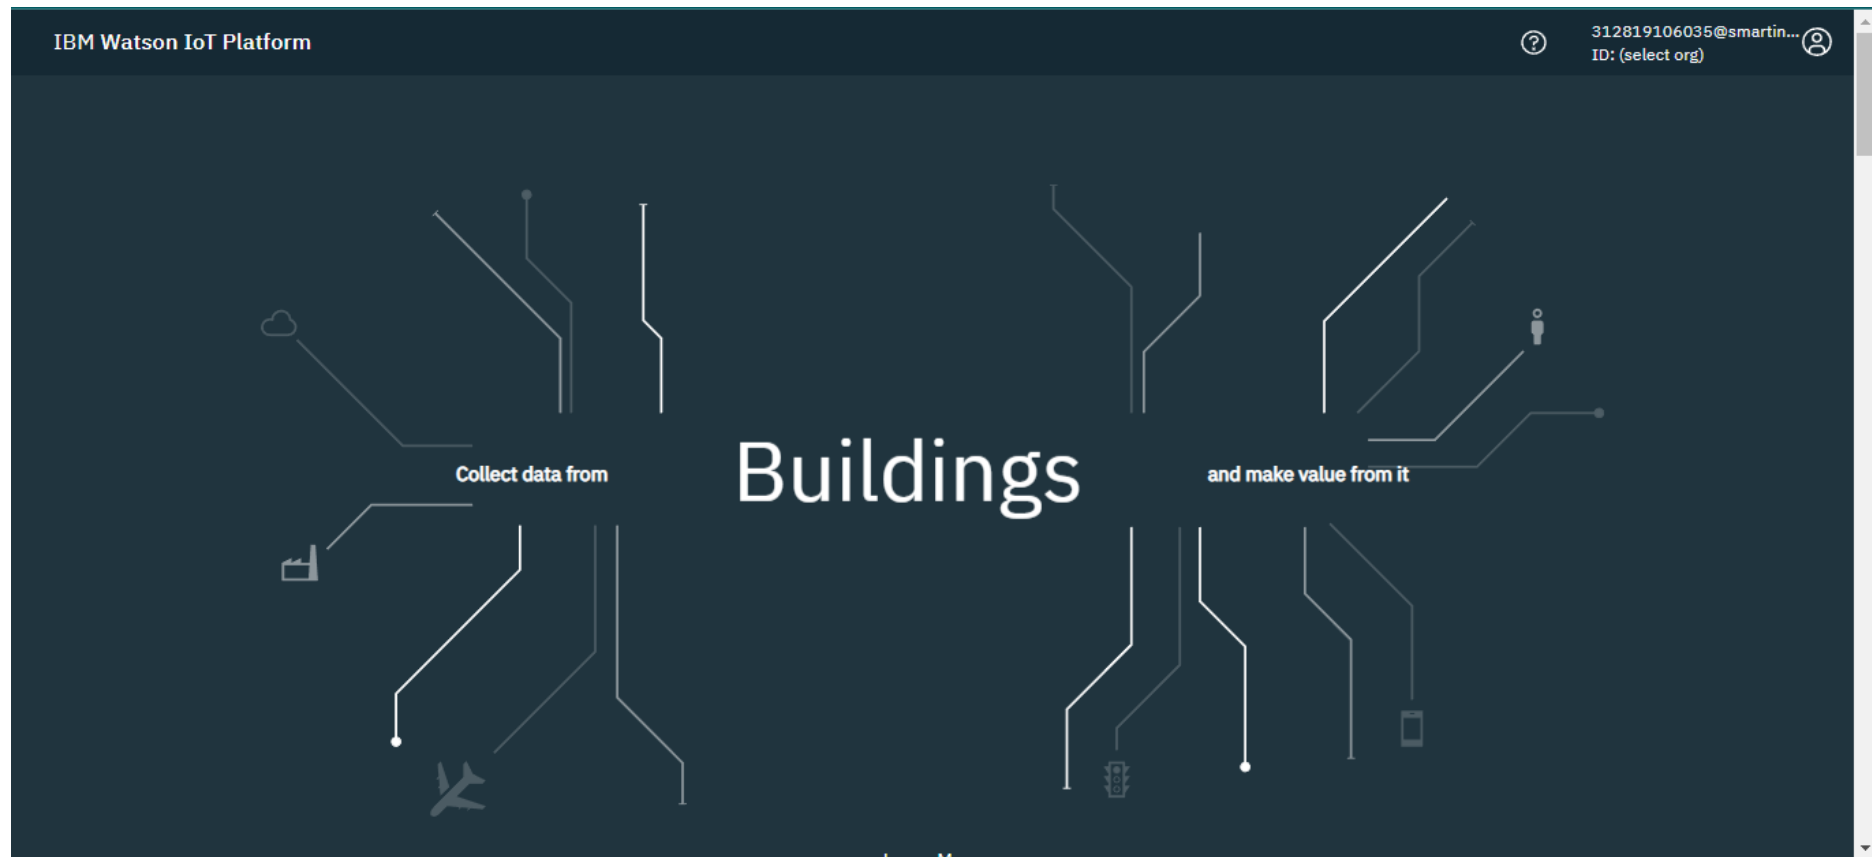 IBM Watson IoT Platform
312819106035@smartin...
ID: (select org)
Collect data from
Buildings
and make value from it